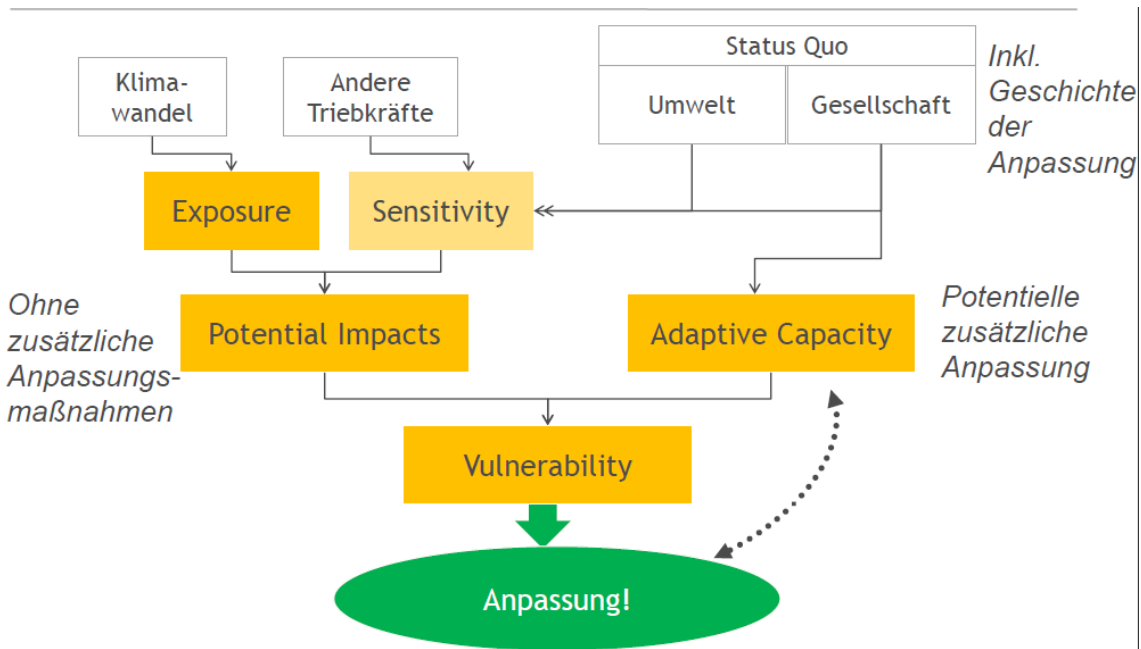 Status Quo
Klima-
wandel
Andere
Triebkräfte
Umwelt
Gesellschaft
Inkl.
Geschichte
der
Anpassung
Exposure
Sensitivity
Ohne
zusätzliche
Anpassungs-
maßnahmen
Potential Impacts
Adaptive Capacity
Potentielle
zusätzliche
Anpassung
Vulnerability
Anpassung!